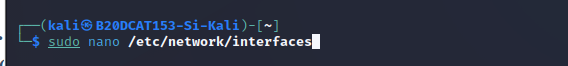 ┌──(kali㉿B20DCAT153-Si-Kali)-[~]
└─$ sudo nano /etc/network/interfaces